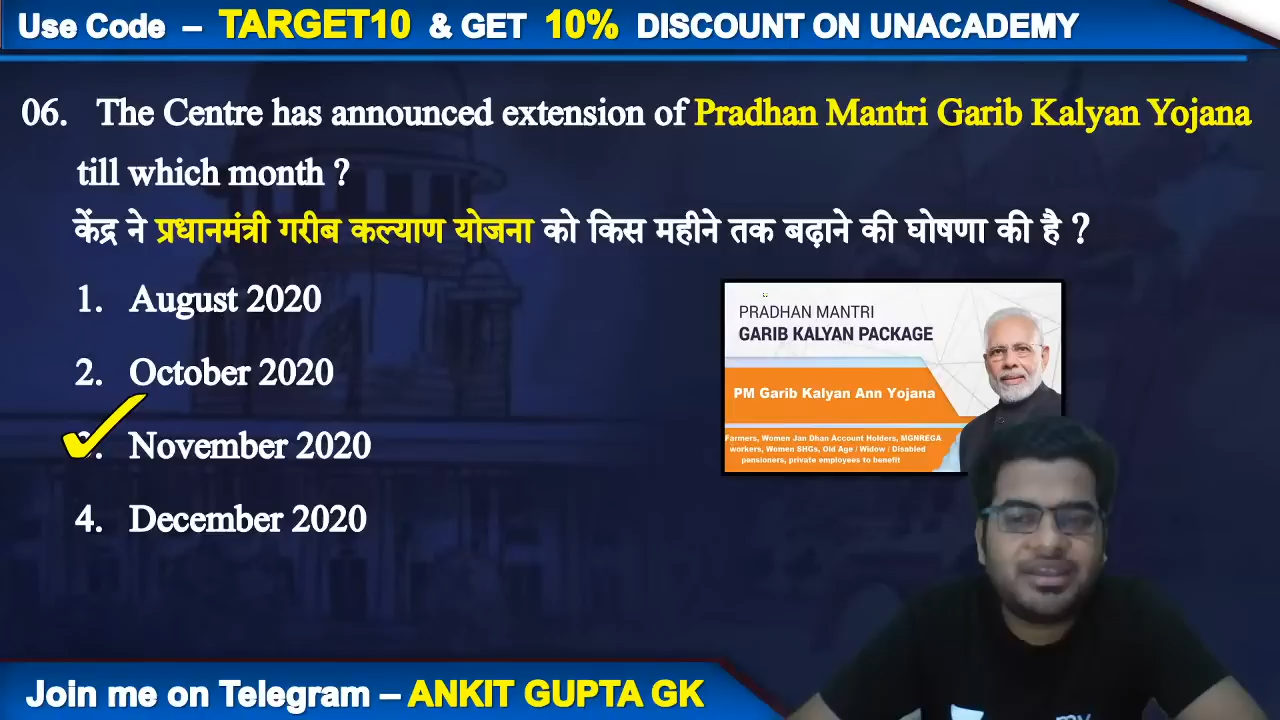 Use Code – TARGET10 & GET 10% DISCOUNT ON UNACADEMY
06. The Centre has announced extension of Pradhan Mantri Garib Kalyan Yojana
till which month ?
केंद्र ने प्रधानमंत्री गरीब कल्याण योजना को किस महीने तक बढ़ाने की घोषणा की है ?
1. August 2020
2. October 2020
November 2020
4. December 2020
PRADHAN MANTRI
GARIB KALYAN PACKAGE
PM Garib Kalyan Ann Yojana
Farmers, Women Jan Dhan Account Holders, MGNREGA
workers, Women SHGs, Old Age / Widow / Disabled
pensioners, private employees to benefit
Join me on Telegram – ANKIT GUPTA GK